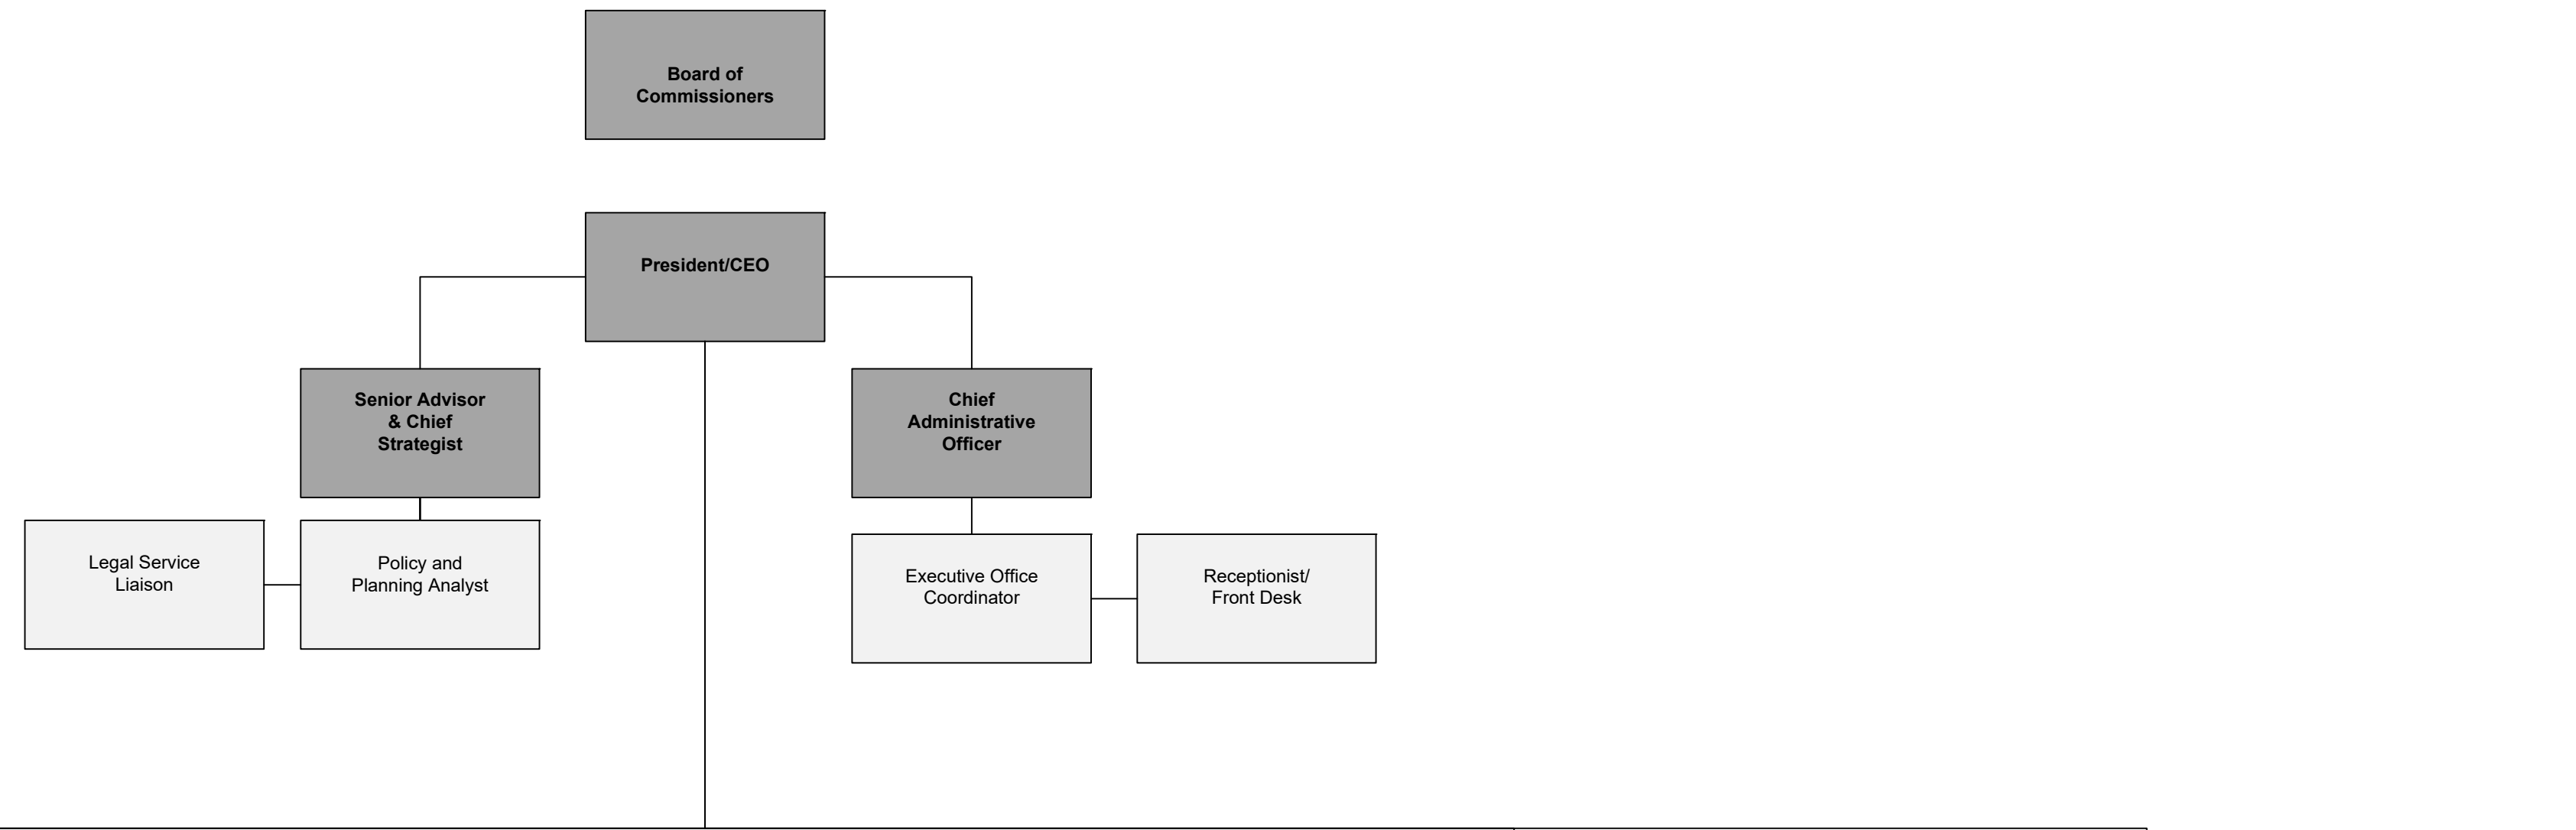 Board of
Commissioners
President/CEO
Senior Advisor
& Chief
Strategist
Chief
Administrative
Officer
Legal Service
Liaison
Policy and
Planning Analyst
Executive Office
Coordinator
Receptionist/
Front Desk